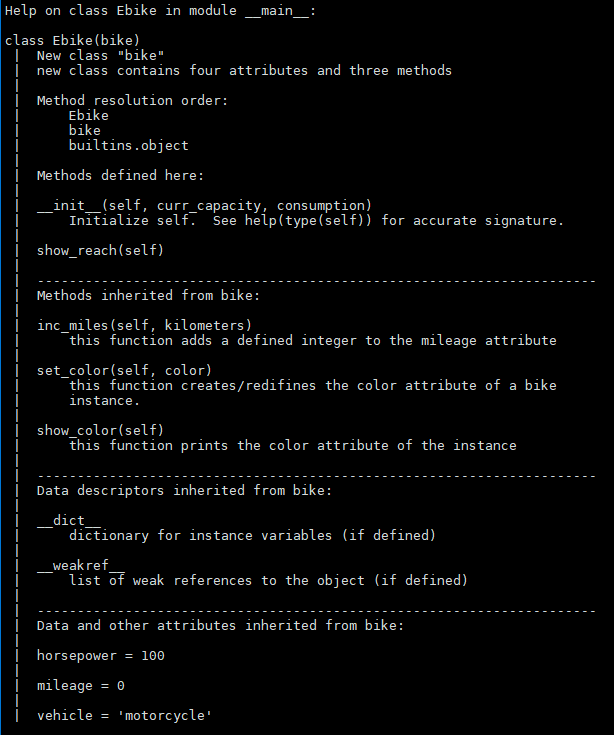 Help on class Ebike in module __main__:
class Ebike(bike)
 |  New class "bike"
 |  new class contains four attributes and three methods
 |
 |  Method resolution order:
 |      Ebike
 |      bike
 |      builtins.object
 |
 |  Methods defined here:
 |
 |  __init__(self, curr_capacity, consumption)
 |      Initialize self.  See help(type(self)) for accurate signature.
 |
 |  show_reach(self)
 |
 |  ----------------------------------------------------------------------
 |  Methods inherited from bike:
 |
 |  inc_miles(self, kilometers)
 |      this function adds a defined integer to the mileage attribute
 |
 |  set_color(self, color)
 |      this function creates/redifines the color attribute of a bike
 |      instance.
 |
 |  show_color(self)
 |      this function prints the color attribute of the instance
 |
 |  ----------------------------------------------------------------------
 |  Data descriptors inherited from bike:
 |
 |  __dict__
 |      dictionary for instance variables (if defined)
 |
 |  __weakref__
 |      list of weak references to the object (if defined)
 |
 |  ----------------------------------------------------------------------
 |  Data and other attributes inherited from bike:
 |
 |  horsepower = 100
 |
 |  mileage = 0
 |
 |  vehicle = 'motorcycle'